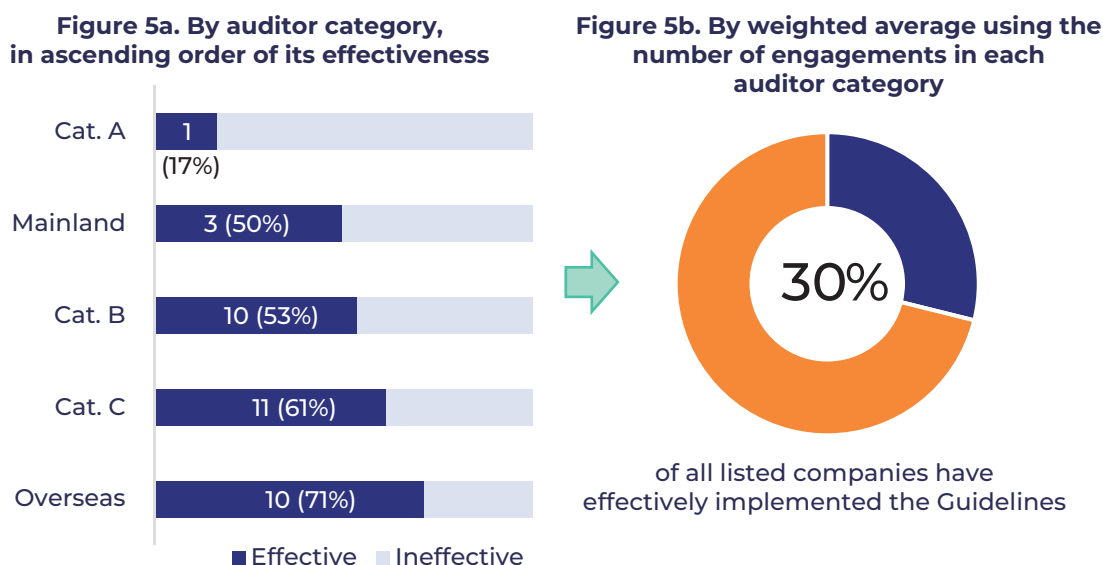 Figure 5a. By auditor category,
in ascending order of its effectiveness
Cat. A
1
(17%)
Mainland
3 (50%)
Cat. B
10 (53%)
Cat. C
11 (61%)
Overseas
10 (71%)
Effective
Ineffective
Figure 5b. By weighted average using the
number of engagements in each
auditor category
30%
of all listed companies have
effectively implemented the Guidelines